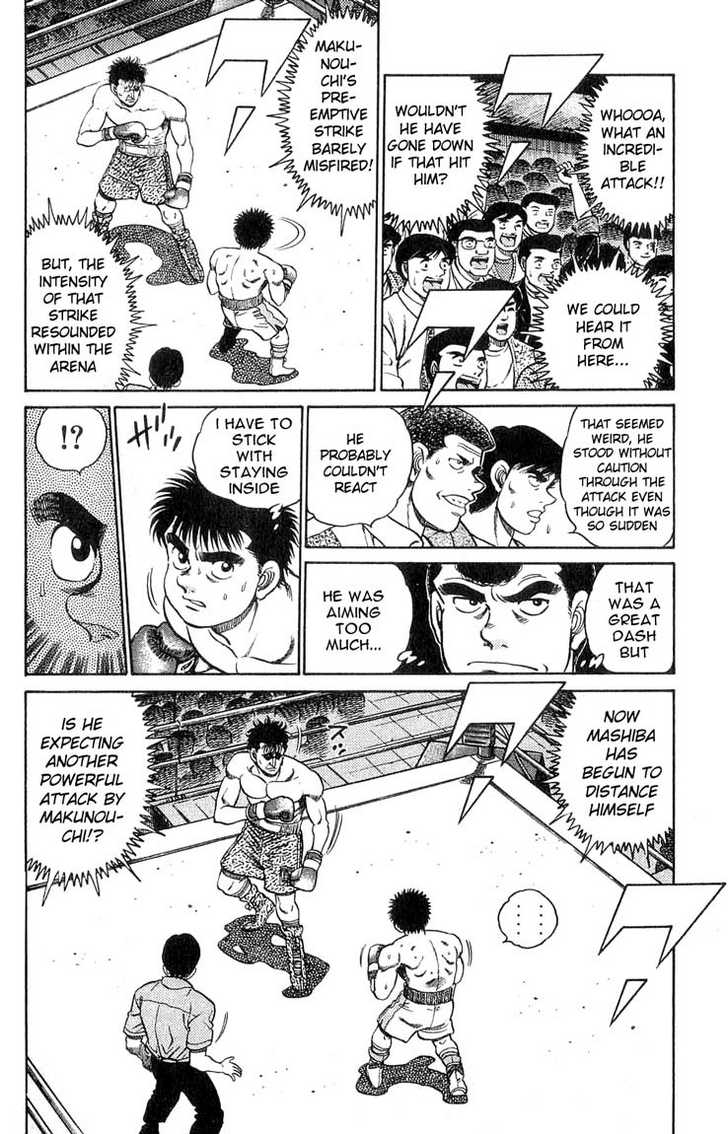 WHOOOA,
WHAT AN
INCREDI-
BLE
ATTACK!!
WOULDN'T
HE HAVE
GONE DOWN
IF THAT HIT
HIM?
WE COULD
HEAR IT
FROM
HERE...
MAKU-
NOU-
CHI'S
PRE-
EMPTIVE
STRIKE
BARELY
MISFIRED!
BUT, THE
INTENSITY
OF THAT
STRIKE
RESOUNDED
WITHIN THE
ARENA
THAT SEEMED
WEIRD, HE
STOOD WITHOUT
CAUTION
THROUGH THE
ATTACK EVEN
THOUGH IT WAS
SO SUDDEN
HE
PROBABLY
COULDN'T
REACT
THAT
WAS A
GREAT
DASH
BUT
HE WAS
AIMING
TOO
MUCH...
I HAVE TO
STICK
WITH
STAYING
INSIDE
ザッ
!?
NOW
MASHIBA
HAS
BEGUN TO
DISTANCE
HIMSELF
スッ
IS HE
EXPECTING
ANOTHER
POWERFUL
ATTACK BY
MAKUNOU-
CHI!?